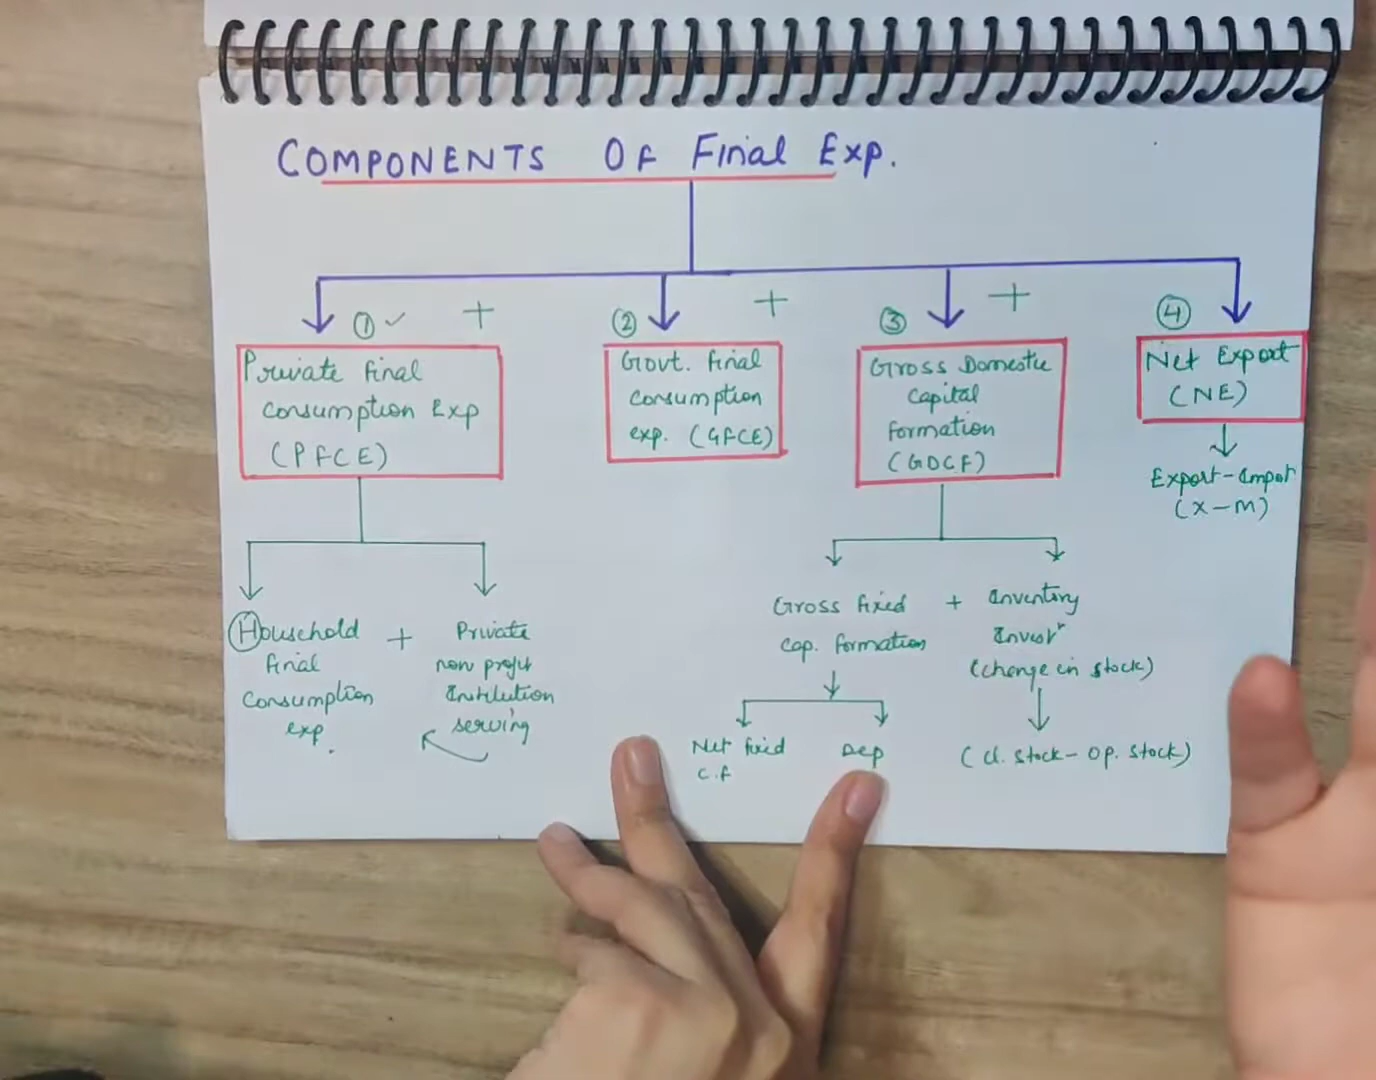 COMPONENTS OF Final Exp.
① ✓ +
Private final
consumption Exp
(PFCE)
② +
Govt. final
consumption
exp. (GFCE)
③ +
Gross Domestic
Capital
formation
(GDCF)
④
Net Export
(NE)
Export-Import
(X-M)
Household
final
consumption
exp.
+
Private
non profit
Institution
serving
Gross fixed
cap. formation
+
Inventory
Invest^t
(change in stock)
Net fixed
C.f
Dep
(Cl. stock - Op. stock)